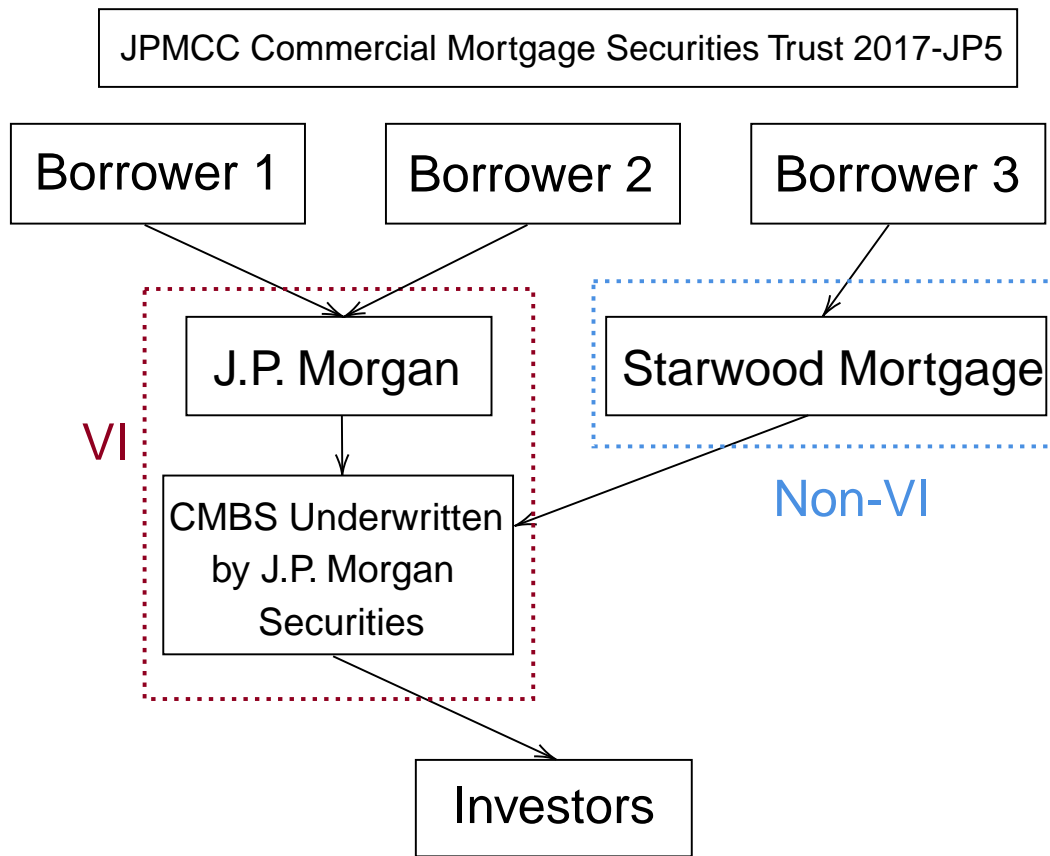 JPMCC Commercial Mortgage Securities Trust 2017-JP5
Borrower 1
Borrower 2
Borrower 3
J.P. Morgan
Starwood Mortgage
VI
CMBS Underwritten
by J.P. Morgan
Securities
Non-VI
Investors